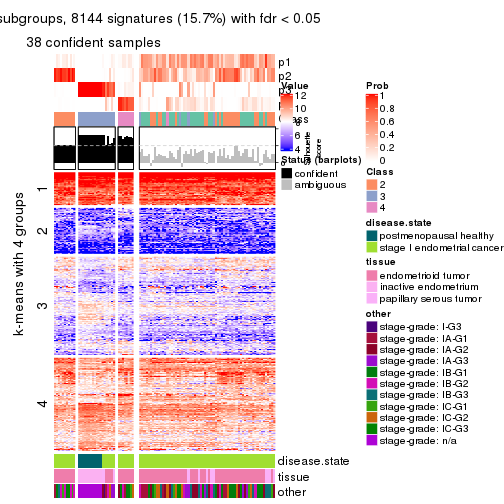 subgroups, 8144 signatures (15.7%) with fdr < 0.05
38 confident samples
p1
p2
p3
Value
12
10
8
6
4
Status (barplots)
confident
ambiguous
Prob
1
0.8
0.6
0.4
0.2
0
Class
2
3
4
disease.state
postmenopausal healthy
stage I endometrial cancer
tissue
endometrioid tumor
inactive endometrium
papillary serous tumor
other
stage-grade: I-G3
stage-grade: IA-G1
stage-grade: IA-G2
stage-grade: IA-G3
stage-grade: IB-G1
stage-grade: IB-G2
stage-grade: IB-G3
stage-grade: IC-G1
stage-grade: IC-G2
stage-grade: IC-G3
stage-grade: n/a
k-means with 4 groups
1
2
3
4
disease.state
tissue
other